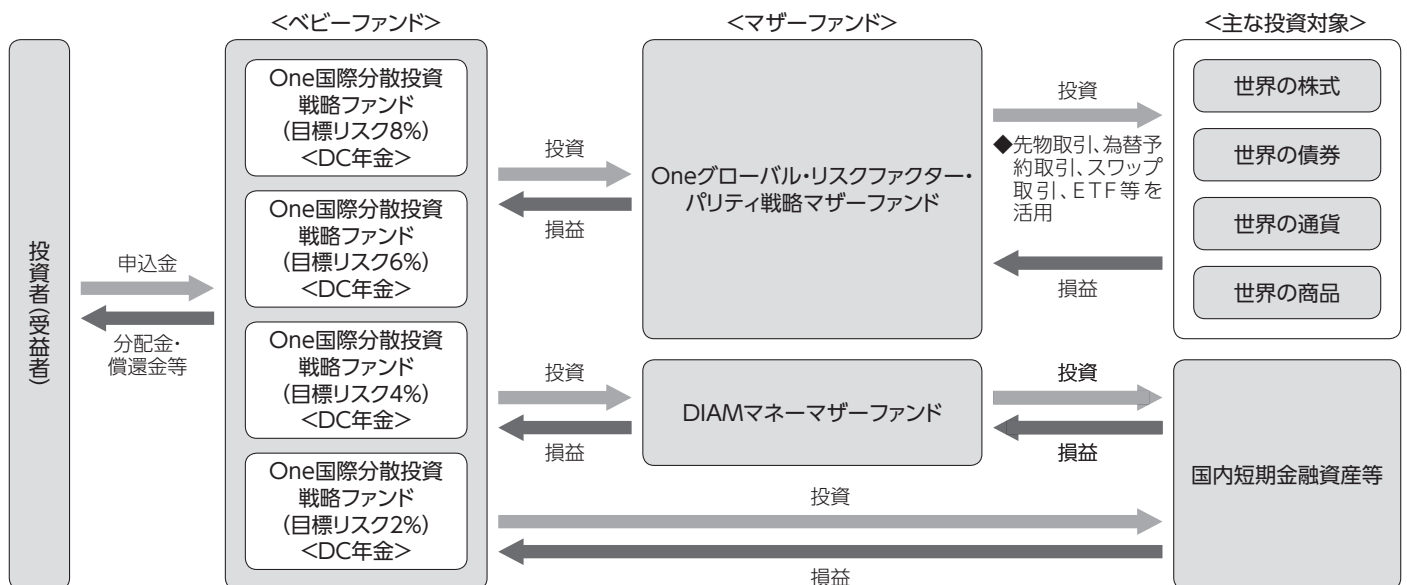 <ベビーファンド>
<マザーファンド>
<主な投資対象>
投資者(受益者)
申込金
分配金・
償還金等
One国際分散投資
戦略ファンド
(目標リスク8%)
<DC年金>
One国際分散投資
戦略ファンド
(目標リスク6%)
<DC年金>
One国際分散投資
戦略ファンド
(目標リスク4%)
<DC年金>
One国際分散投資
戦略ファンド
(目標リスク2%)
<DC年金>
投資
損益
Oneグローバル・リスクファクター・
パリティ戦略マザーファンド
投資
◆先物取引、為替予
約取引、スワップ
取引、ETF等を
活用
損益
世界の株式
世界の債券
世界の通貨
世界の商品
投資
損益
DIAMマネーマザーファンド
投資
損益
国内短期金融資産等
投資
損益